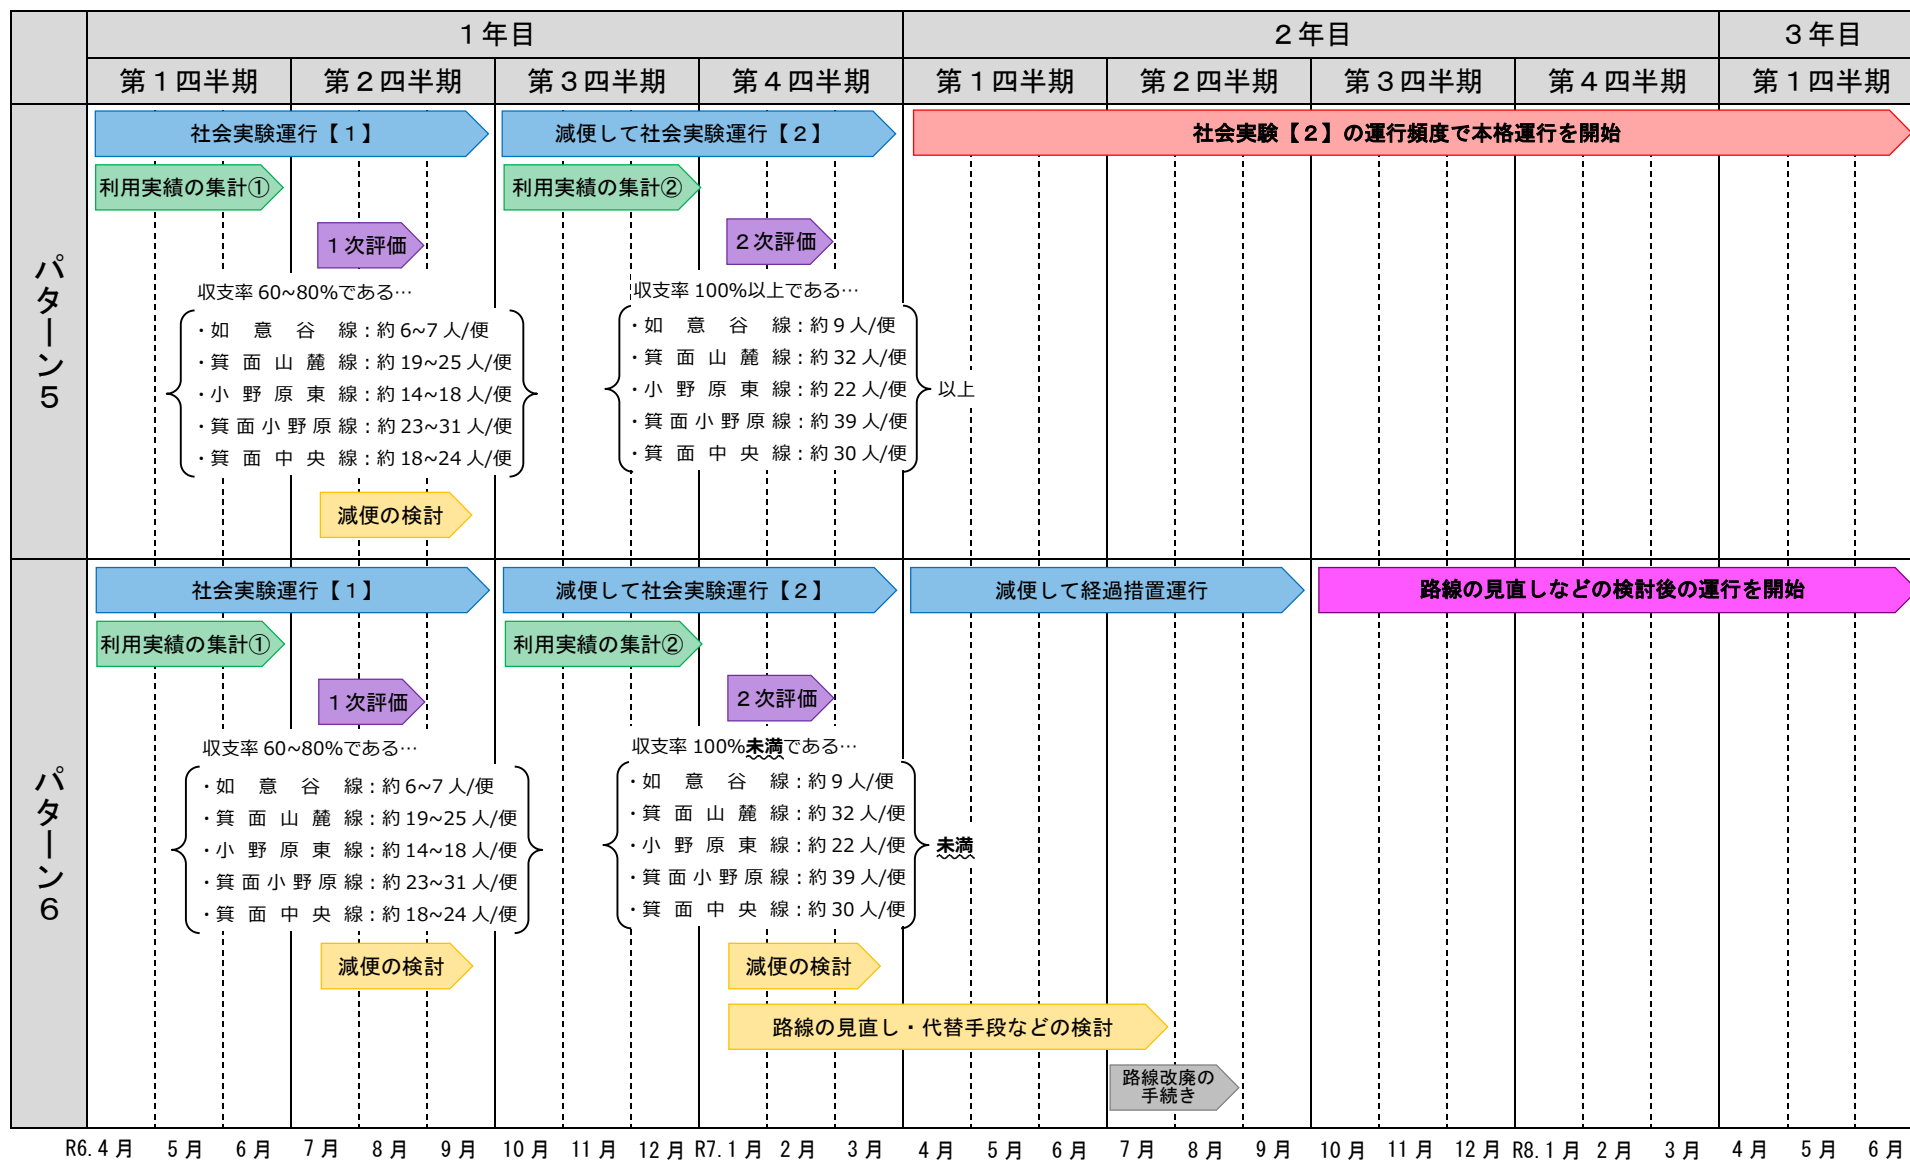 １年目 ２年目 ３年目
第１四半期 第２四半期 第３四半期 第４四半期 第１四半期 第２四半期 第３四半期 第４四半期 第１四半期
パターン５
社会実験運行【１】 減便して社会実験運行【２】 社会実験【２】の運行頻度で本格運行を開始
利用実績の集計① 利用実績の集計②
１次評価 ２次評価
収支率 60~80%である…
・如意谷線：約 6~7 人/便
・箕面山麓線：約 19~25 人/便
・小野原東線：約 14~18 人/便
・箕面小野原線：約 23~31 人/便
・箕面中央線：約 18~24 人/便
収支率 100%以上である…
・如意谷線：約 9 人/便
・箕面山麓線：約 32 人/便
・小野原東線：約 22 人/便
・箕面小野原線：約 39 人/便
・箕面中央線：約 30 人/便
以上
減便の検討
パターン６
社会実験運行【１】 減便して社会実験運行【２】 減便して経過措置運行 路線の見直しなどの検討後の運行を開始
利用実績の集計① 利用実績の集計②
１次評価 ２次評価
収支率 60~80%である…
・如意谷線：約 6~7 人/便
・箕面山麓線：約 19~25 人/便
・小野原東線：約 14~18 人/便
・箕面小野原線：約 23~31 人/便
・箕面中央線：約 18~24 人/便
収支率 100%未満である…
・如意谷線：約 9 人/便
・箕面山麓線：約 32 人/便
・小野原東線：約 22 人/便
・箕面小野原線：約 39 人/便
・箕面中央線：約 30 人/便
未満
減便の検討 減便の検討
路線の見直し・代替手段などの検討
路線改廃の
手続き
R6.4月 5月 6月 7月 8月 9月 10月 11月 12月 R7.1月 2月 3月 4月 5月 6月 7月 8月 9月 10月 11月 12月 R8.1月 2月 3月 4月 5月 6月